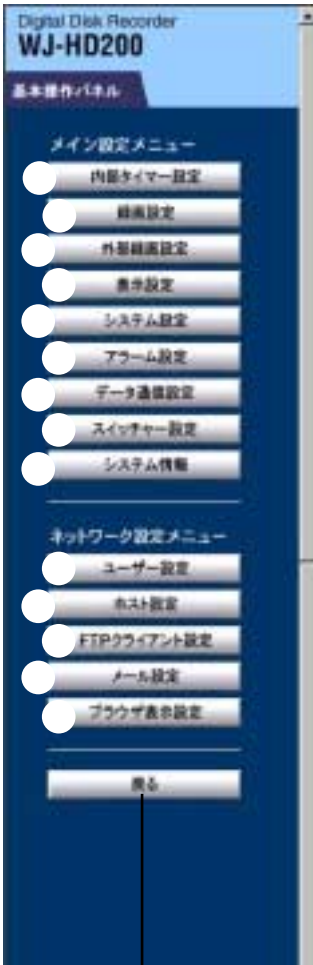 Digital Disk Recorder
WJ-HD200
基本操作パネル
メイン設定メニュー
内部タイマー設定
録画設定
外部録画設定
表示設定
システム設定
アラーム設定
データ通信設定
スイッチャー設定
システム情報
ネットワーク設定メニュー
ユーザー設定
ホスト設定
FTPクライアント設定
メール設定
ブラウザ表示設定
戻る